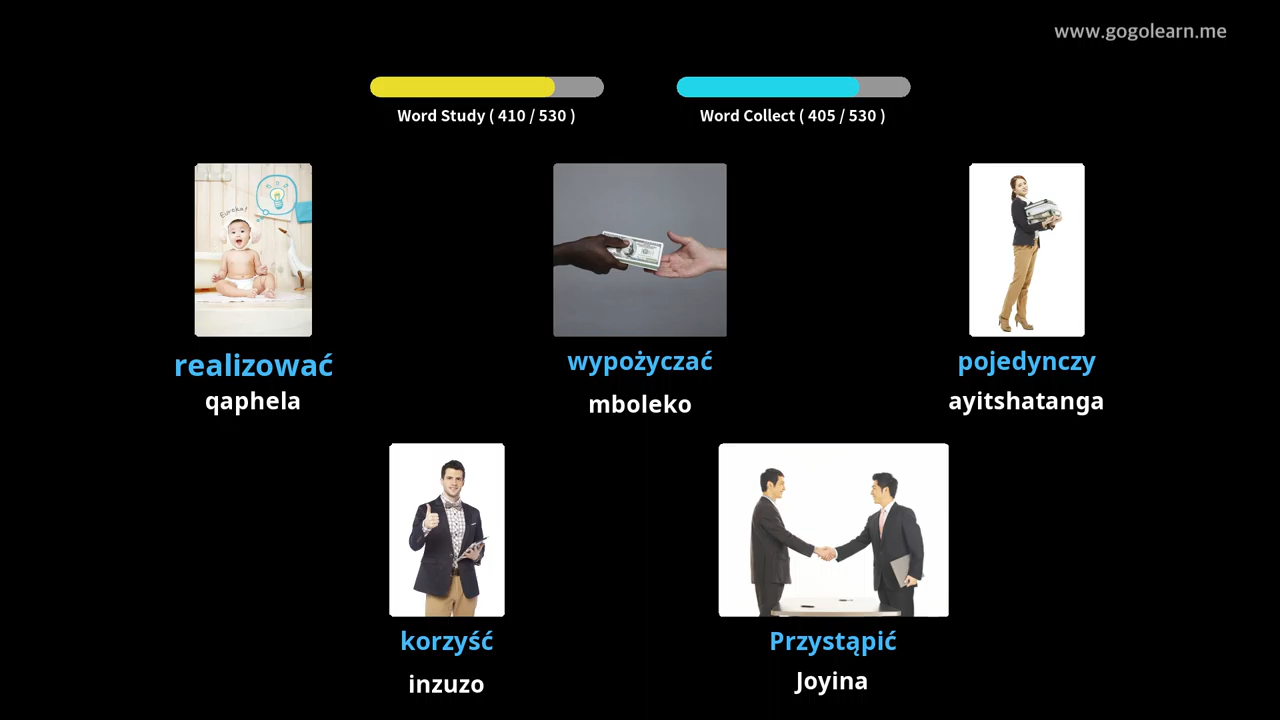 www.gogolearn.me
Word Study ( 410 / 530 )
Word Collect ( 405 / 530 )
Eureka!
realizować
qaphela
wypożyczać
mboleko
pojedynczy
ayitshatanga
korzyść
inzuzo
Przystąpić
Joyina